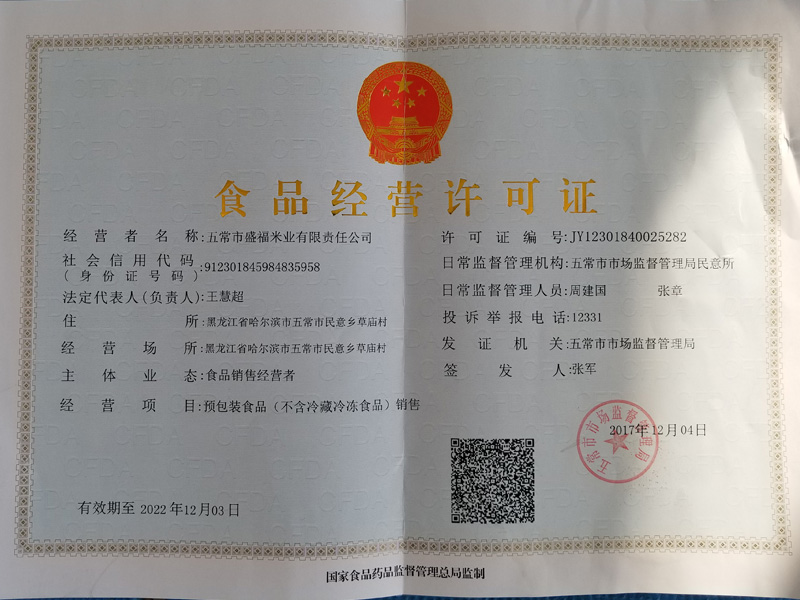 食品经营许可证
经营者名称:五常市盛福米业有限责任公司
社会信用代码
(身份证号码):912301845984835958
法定代表人(负责人):王慧超
住所:黑龙江省哈尔滨市五常市民意乡草庙村
经营场所:黑龙江省哈尔滨市五常市民意乡草庙村
主体业态:食品销售经营者
经营项目:预包装食品（不含冷藏冷冻食品）销售
有效期至 2022 年12 月03 日
许可证编号:JY12301840025282
日常监督管理机构:五常市市场监督管理局民意所
日常监督管理人员:周建国 张章
投诉举报电话:12331
发证机关:五常市市场监督管理局
签发人:张军
五常市市场监督管理局
2017年12月04日
国家食品药品监督管理总局监制